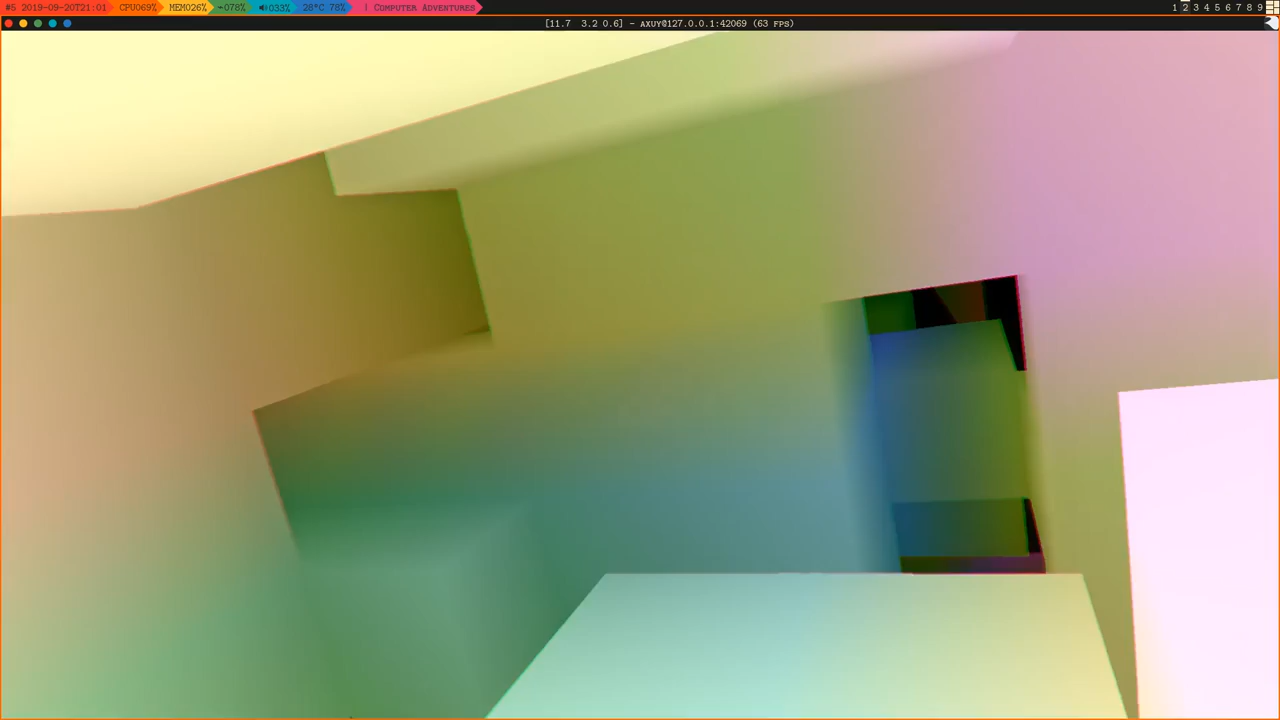 #5 2019-09-20T21:01 CPU069% MEM026% ~078% 033% 28°C 78% | Computer Adventures 1 2 3 4 5 6 7 8 9
[11.7  3.2 0.6] - AXUY@127.0.0.1:42069 (63 FPS)